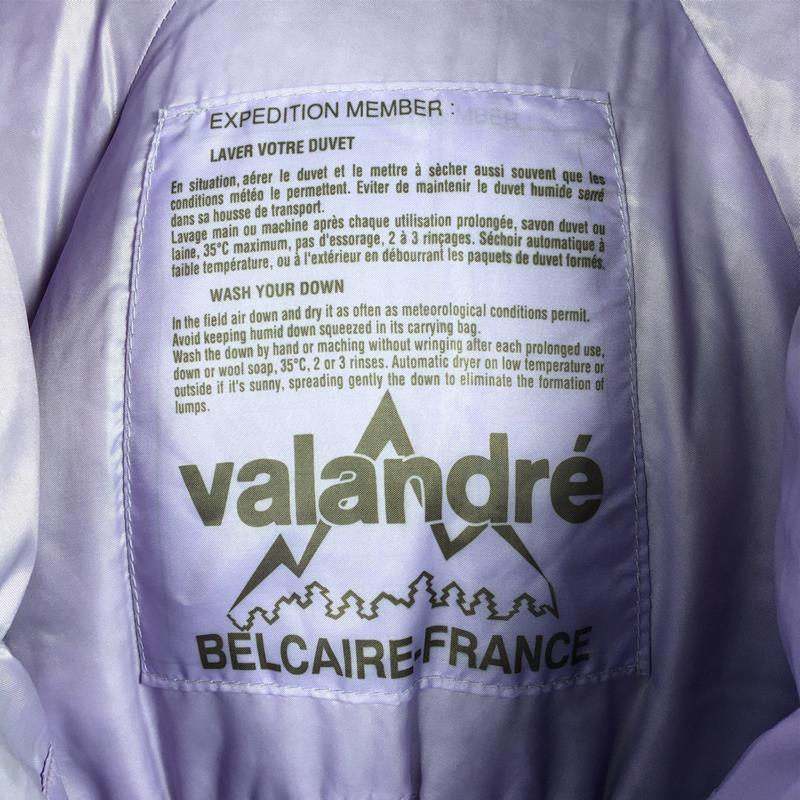 EXPEDITION MEMBER :
LAVER VOTRE DUVET
En situation, aérer le duvet et le mettre à sècher aussi souvent que les
conditions météo le permettent. Eviter de maintenir le duvet humide serré
dans sa housse de transport.
Lavage main ou machine après chaque utilisation prolongée, savon duvet ou
laine, 35°C maximum, pas d'essorage, 2 à 3 rinçages. Séchoir automatique à
faible température, ou à l'extérieur en débourrant les paquets de duvet formés.
WASH YOUR DOWN
In the field air down and dry it as often as meteorological conditions permit.
Avoid keeping humid down squeezed in its carrying bag.
Wash the down by hand or maching without wringing after each prolonged use,
down or wool soap, 35°C, 2 or 3 rinses. Automatic dryer on low temperature or
outside if it's sunny, spreading gently the down to eliminate the formation of
lumps.
valandré
BELCAIRE-FRANCE